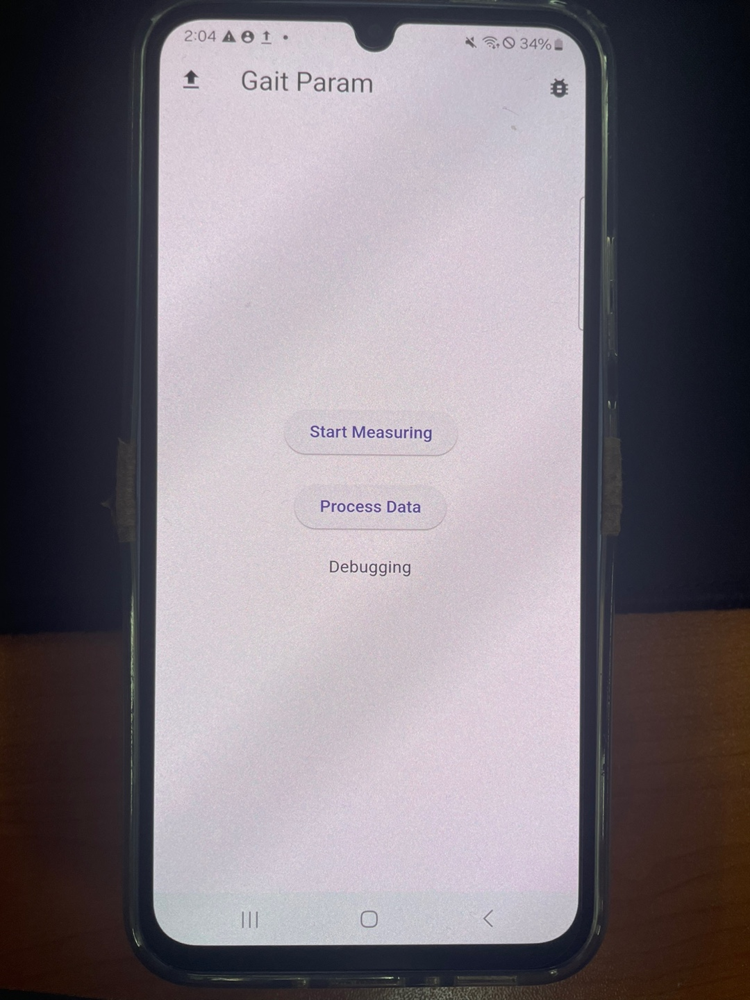 2:04 34%
Gait Param
Start Measuring
Process Data
Debugging